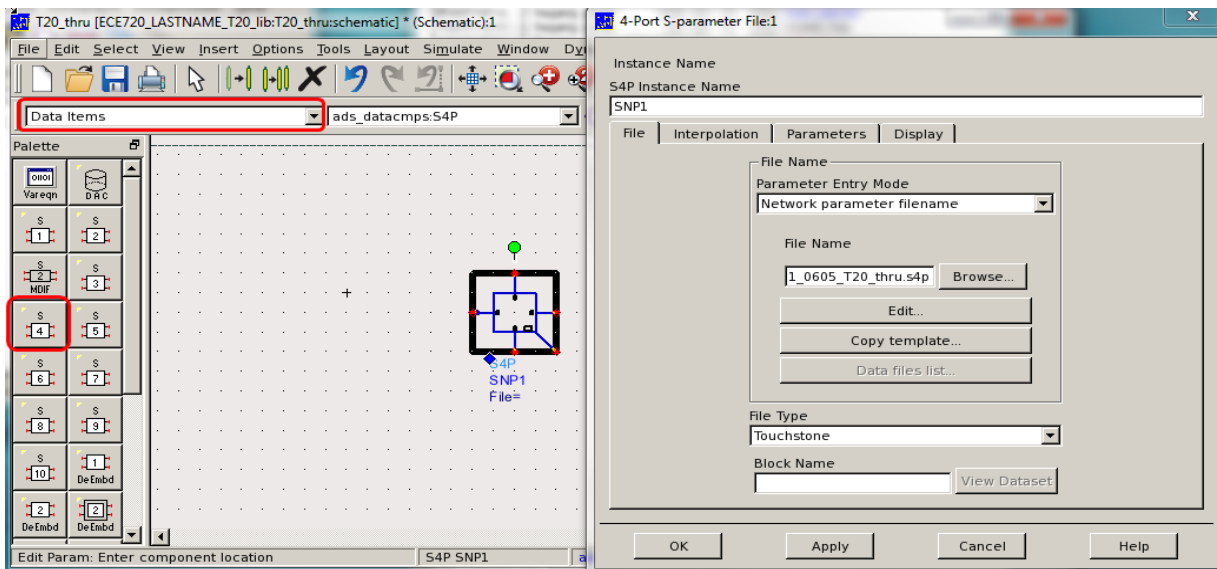 T20_thru [ECE720_LASTNAME_T20_lib:T20_thru:schematic] * (Schematic):1
File Edit Select View Insert Options Tools Layout Simulate Window
Data Items
ads_datacmps:S4P
Palette
Vareqn
DAC
S
1
S
2
S
2
MDIF
S
3
S
4
S
5
S
6
S
7
S
8
S
9
S
10
1
DeEmbd
2
DeEmbd
2
DeEmbd
S4P
SNP1
File=
Edit Param: Enter component location
S4P SNP1
4-Port S-parameter File:1
Instance Name
S4P Instance Name
SNP1
File Interpolation Parameters Display
File Name
Parameter Entry Mode
Network parameter filename
File Name
1_0605_T20_thru.s4p Browse...
Edit...
Copy template...
Data files list...
File Type
Touchstone
Block Name
View Dataset
OK Apply Cancel Help